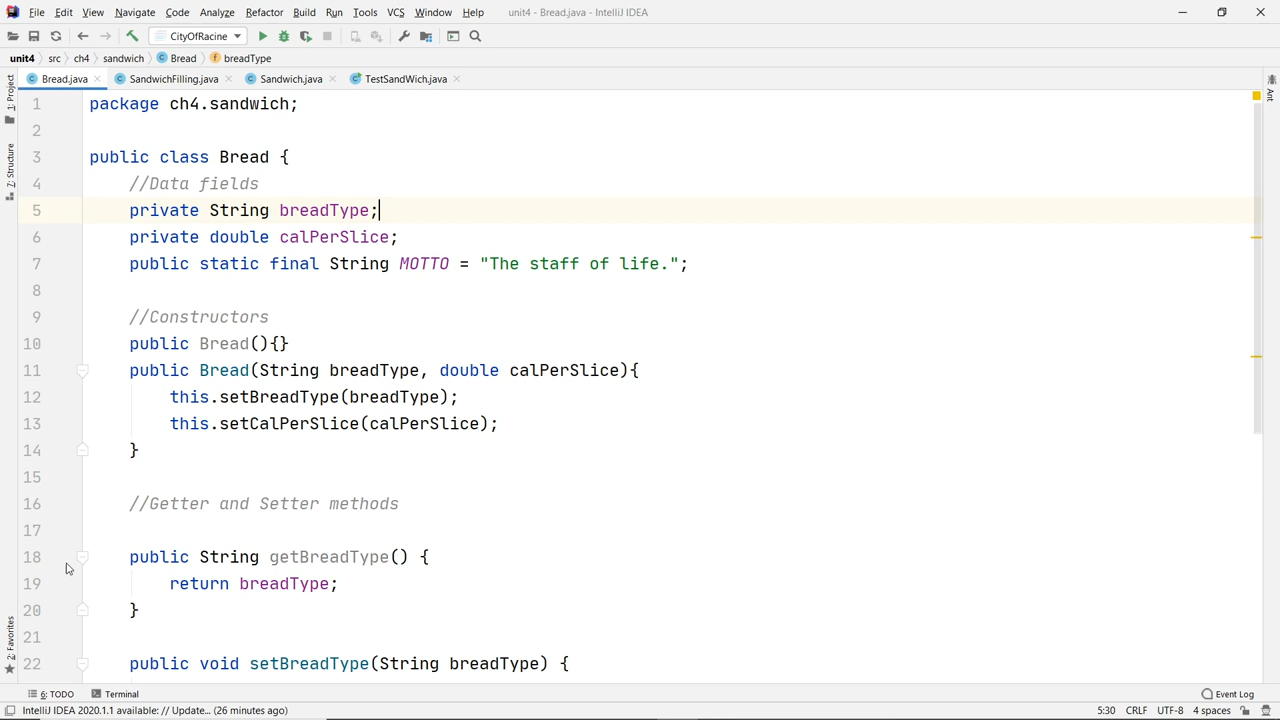 File Edit View Navigate Code Analyze Refactor Build Run Tools VCS Window Help unit4 - Bread.java - IntelliJ IDEA
CityOfRacine
unit4 src ch4 sandwich Bread breadType
Bread.java SandwichFilling.java Sandwich.java TestSandWich.java
1: Project
7: Structure
2: Favorites
Ant
1 package ch4.sandwich;
2
3 public class Bread {
4 //Data fields
5 private String breadType;
6 private double calPerSlice;
7 public static final String MOTTO = "The staff of life.";
8
9 //Constructors
10 public Bread(){}
11 public Bread(String breadType, double calPerSlice){
12 this.setBreadType(breadType);
13 this.setCalPerSlice(calPerSlice);
14 }
15
16 //Getter and Setter methods
17
18 public String getBreadType() {
19 return breadType;
20 }
21
22 public void setBreadType(String breadType) {
6: TODO Terminal Event Log
IntelliJ IDEA 2020.1.1 available: // Update... (26 minutes ago) 5:30 CRLF UTF-8 4 spaces